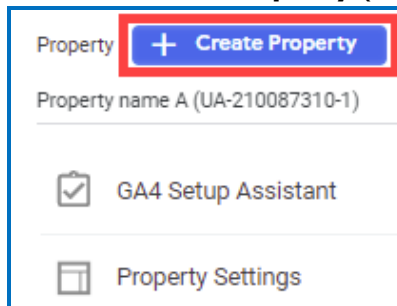 Property + Create Property
Property name A (UA-210087310-1)
GA4 Setup Assistant
Property Settings